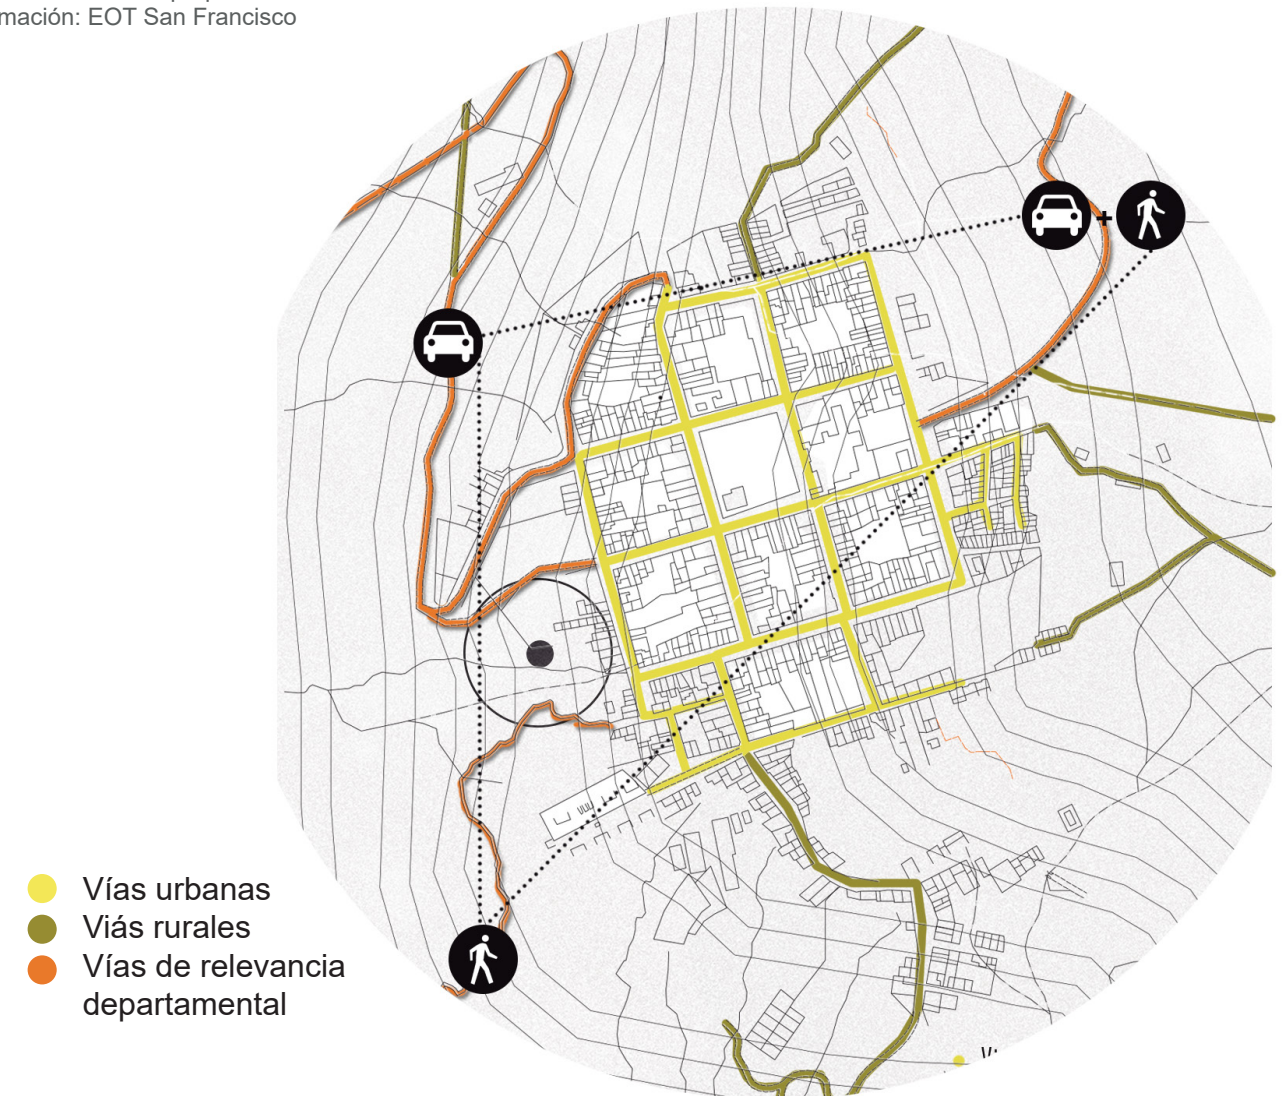 mación: EOT San Francisco
+
Vías urbanas
Viás rurales
Vías de relevancia
departamental